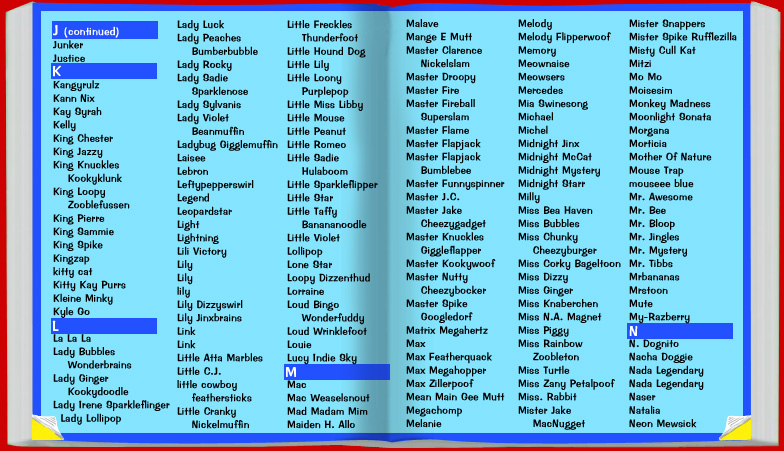 J (continued)
Junker
Justice
K
Kangyrulz
Kann Nix
Kay Syrah
Kelly
King Chester
King Jazzy
King Knuckles
Kookyklunk
King Loopy
Zooblefussen
King Pierre
King Sammie
King Spike
Kingzap
kitty cat
Kitty Kay Purrs
Kleine Minky
Kyle Go
L
La La La
Lady Bubbles
Wonderbrains
Lady Ginger
Kookydoodle
Lady Irene Sparkleflinger
Lady Lollipop
Lady Luck
Lady Peaches
Bumberbubble
Lady Rocky
Lady Sadie
Sparklenose
Lady Sylvanis
Lady Violet
Beanmuffin
Ladybug Gigglemuffin
Laisee
Lebron
Leftypepperswirl
Legend
Leopardstar
Light
Lightning
Lili Victory
Lily
Lily
lily
Lily Dizzyswirl
Lily Jinxbrains
Link
Link
Little Atta Marbles
Little C.J.
little cowboy
feathersticks
Little Cranky
Nickelmuffin
Little Freckles
Thunderfoot
Little Hound Dog
Little Lily
Little Loony
Purplepop
Little Miss Libby
Little Mouse
Little Peanut
Little Romeo
Little Sadie
Hulaboom
Little Sparkleflipper
Little Star
Little Taffy
Banananoodle
Little Violet
Lollipop
Lone Star
Loopy Dizzenthud
Lorraine
Loud Bingo
Wonderfuddy
Loud Wrinklefoot
Louie
Lucy Indie Sky
M
Mac
Mac Weaselsnout
Mad Madam Mim
Maiden H. Allo
Malave
Mange E Mutt
Master Clarence
Nickelslam
Master Droopy
Master Fire
Master Fireball
Superslam
Master Flame
Master Flapjack
Master Flapjack
Bumblebee
Master Funnyspinner
Master J.C.
Master Jake
Cheezygadget
Master Knuckles
Giggleflapper
Master Kookywoof
Master Nutty
Cheezybocker
Master Spike
Googledorf
Matrix Megahertz
Max
Max Featherquack
Max Megahopper
Max Zillerpoof
Mean Main Gee Mutt
Megachomp
Melanie
Melody
Melody Flipperwoof
Memory
Meownaise
Meowsers
Mercedes
Mia Swinesong
Michael
Michel
Midnight Jinx
Midnight McCat
Midnight Mystery
Midnight Starr
Milly
Miss Bea Haven
Miss Bubbles
Miss Chunky
Cheezyburger
Miss Corky Bageltoon
Miss Dizzy
Miss Ginger
Miss Knaberchen
Miss N.A. Magnet
Miss Piggy
Miss Rainbow
Zoobleton
Miss Turtle
Miss Zany Petalpoof
Miss. Rabbit
Mister Jake
MacNugget
Mister Snappers
Mister Spike Rufflezilla
Misty Cull Kat
Mitzi
Mo Mo
Moisesim
Monkey Madness
Moonlight Sonata
Morgana
Morticia
Mother Of Nature
Mouse Trap
mouseee blue
Mr. Awesome
Mr. Bee
Mr. Bloop
Mr. Jingles
Mr. Mystery
Mr. Tibbs
Mrbananas
Mrstoon
Mute
My-Razberry
N
N. Dognito
Nacha Doggie
Nada Legendary
Nada Legendary
Naser
Natalia
Neon Mewsick